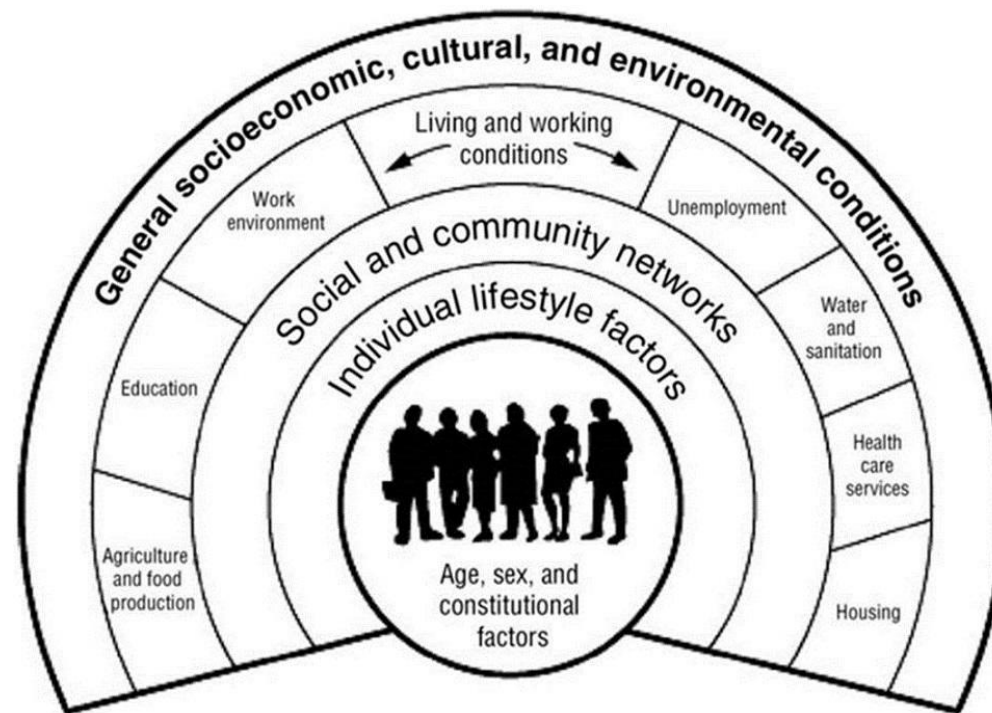 General socioeconomic, cultural, and environmental conditions
Living and working
conditions
Work
environment
Unemployment
Education
Water
and
sanitation
Agriculture
and food
production
Health
care
services
Housing
Social and community networks
Individual lifestyle factors
Age, sex, and
constitutional
factors